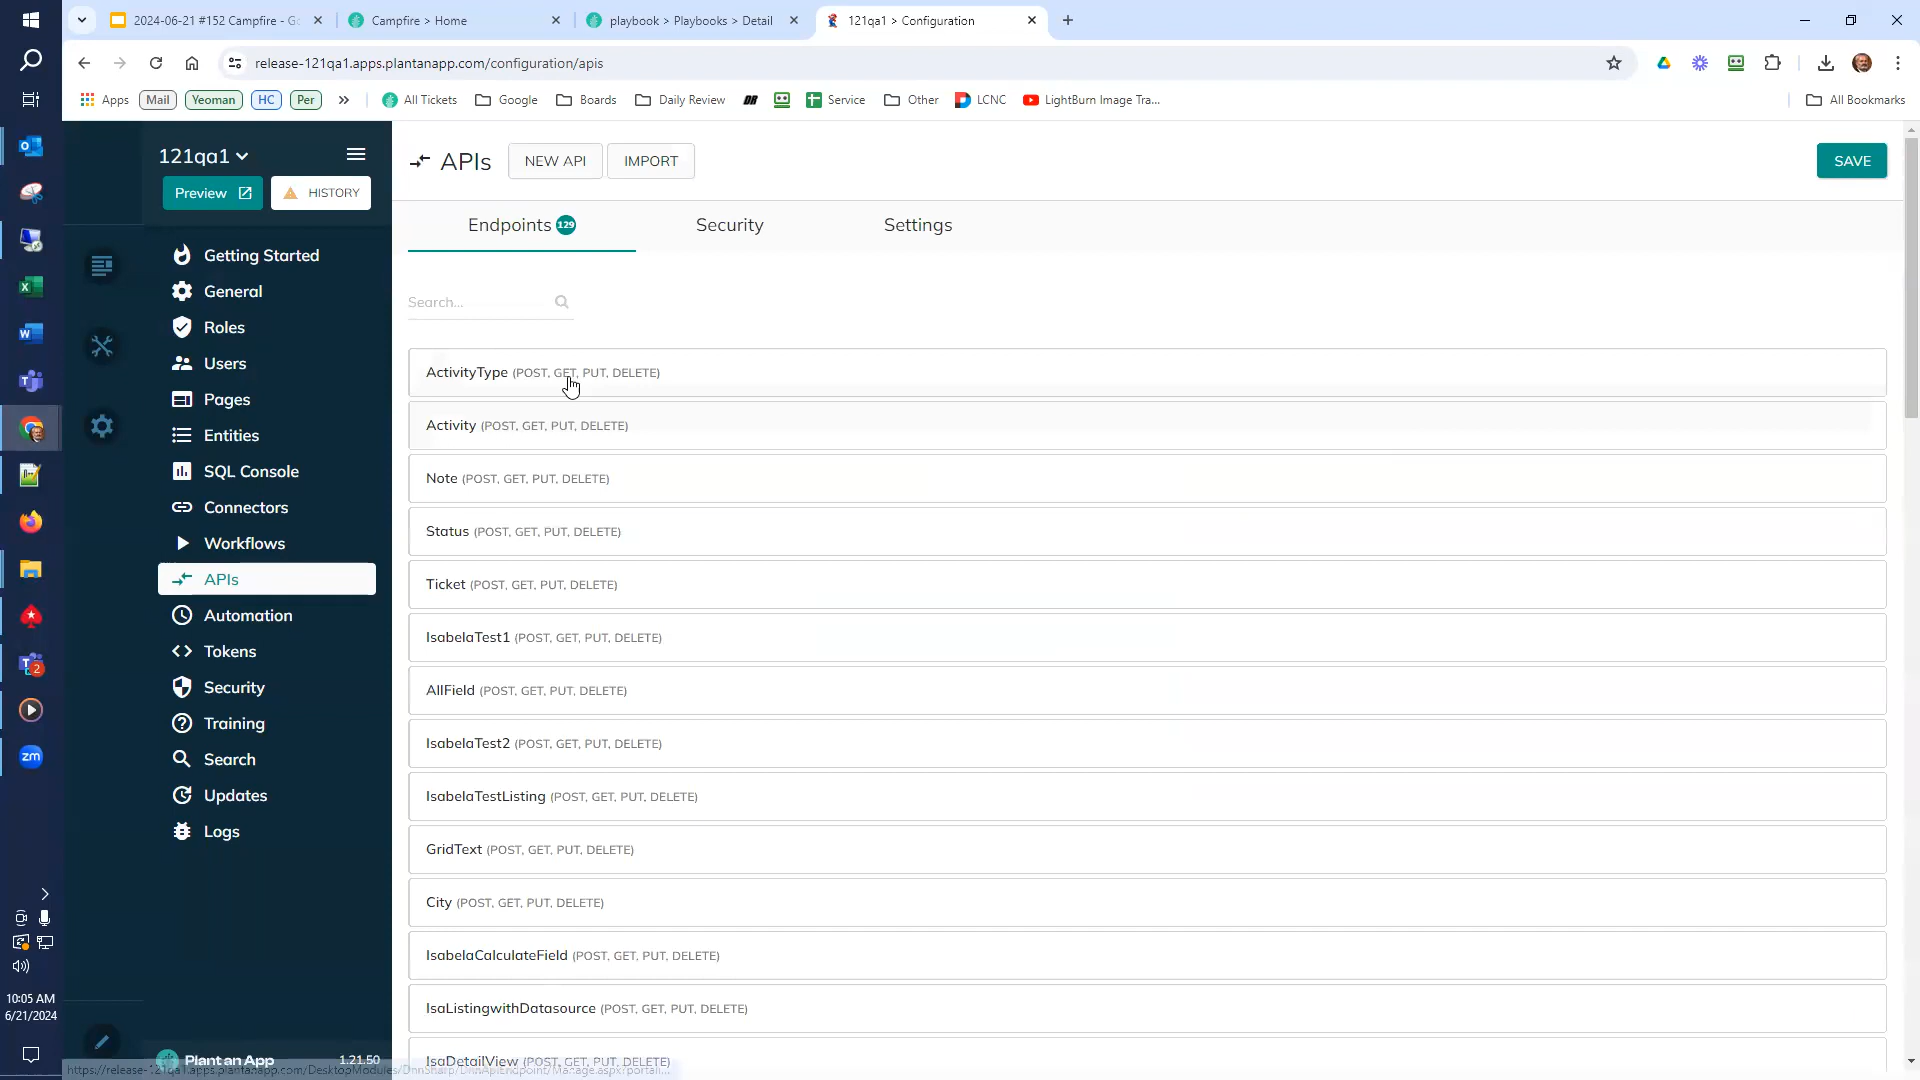 2024-06-21 #152 Campfire - Go
Campfire > Home
playbook > Playbooks > Detail
121qa1 > Configuration
release-121qa1.apps.plantanapp.com/configuration/apis
Apps
Mail
Yeoman
HC
Per
All Tickets
Google
Boards
Daily Review
DR
Service
Other
LCNC
LightBurn Image Tra...
All Bookmarks
121qa1
Preview
HISTORY
Getting Started
General
Roles
Users
Pages
Entities
SQL Console
Connectors
Workflows
APIs
Automation
Tokens
Security
Training
Search
Updates
Logs
Plant an App
1.21.50
APIs
NEW API
IMPORT
SAVE
Endpoints 129
Security
Settings
Search...
ActivityType (POST, GET, PUT, DELETE)
Activity (POST, GET, PUT, DELETE)
Note (POST, GET, PUT, DELETE)
Status (POST, GET, PUT, DELETE)
Ticket (POST, GET, PUT, DELETE)
IsabelaTest1 (POST, GET, PUT, DELETE)
AllField (POST, GET, PUT, DELETE)
IsabelaTest2 (POST, GET, PUT, DELETE)
IsabelaTestListing (POST, GET, PUT, DELETE)
GridText (POST, GET, PUT, DELETE)
City (POST, GET, PUT, DELETE)
IsabelaCalculateField (POST, GET, PUT, DELETE)
IsaListingwithDatasource (POST, GET, PUT, DELETE)
IsaDetailView (POST, GET, PUT, DELETE)
2
zm
10:05 AM
6/21/2024